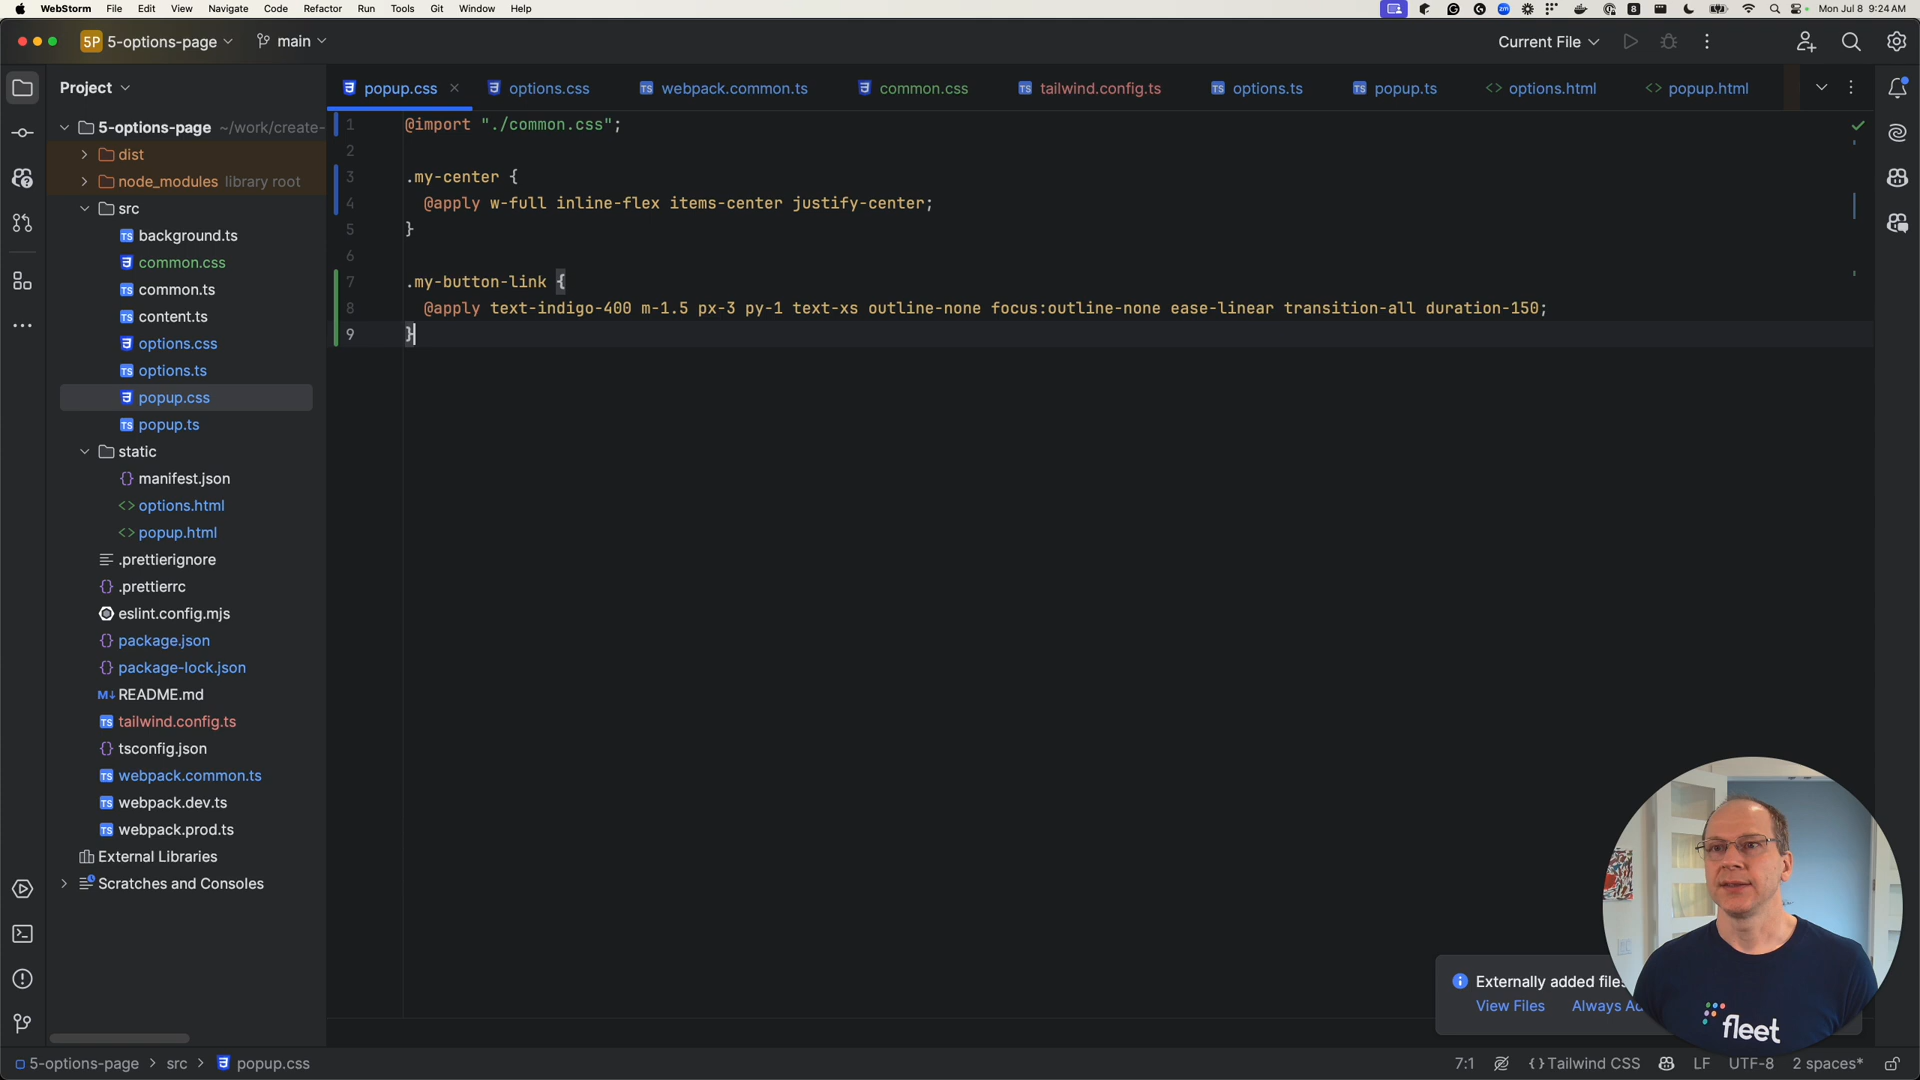 WebStorm File Edit View Navigate Code Refactor Run Tools Git Window Help
Mon Jul 8 9:24 AM
5P 5-options-page main
Current File
Project
popup.css options.css webpack.common.ts common.css tailwind.config.ts options.ts popup.ts options.html popup.html
5-options-page ~/work/create-
dist
node_modules library root
src
background.ts
common.css
common.ts
content.ts
options.css
options.ts
popup.css
popup.ts
static
manifest.json
options.html
popup.html
.prettierignore
.prettierrc
eslint.config.mjs
package.json
package-lock.json
README.md
tailwind.config.ts
tsconfig.json
webpack.common.ts
webpack.dev.ts
webpack.prod.ts
External Libraries
Scratches and Consoles
1 @import "./common.css";
2
3 .my-center {
4 @apply w-full inline-flex items-center justify-center;
5 }
6
7 .my-button-link {
8 @apply text-indigo-400 m-1.5 px-3 py-1 text-xs outline-none focus:outline-none ease-linear transition-all duration-150;
9 }
Externally added files
View Files Always Ad
fleet
5-options-page > src > popup.css
7:1 {} Tailwind CSS LF UTF-8 2 spaces*